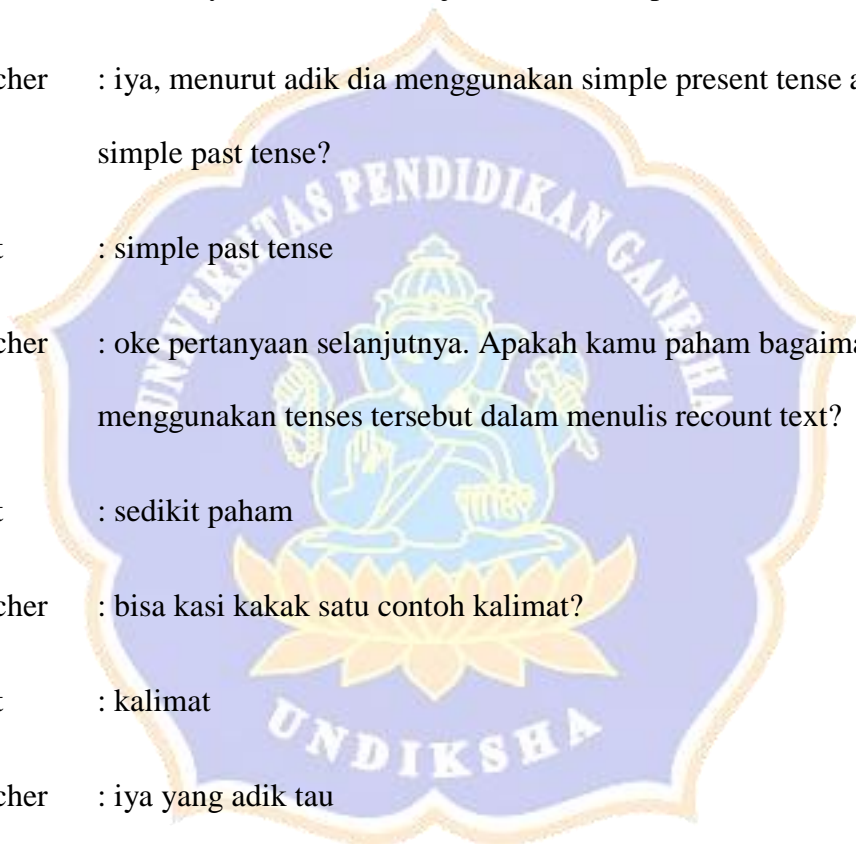 cher : iya, menurut adik dia menggunakan simple present tense a
simple past tense?
UNIVERSITAS PENDIDIKAN GANESHA
t : simple past tense
cher : oke pertanyaan selanjutnya. Apakah kamu paham bagaima
menggunakan tenses tersebut dalam menulis recount text?
t : sedikit paham
cher : bisa kasi kakak satu contoh kalimat?
t : kalimat
UNDIKSHA
cher : iya yang adik tau